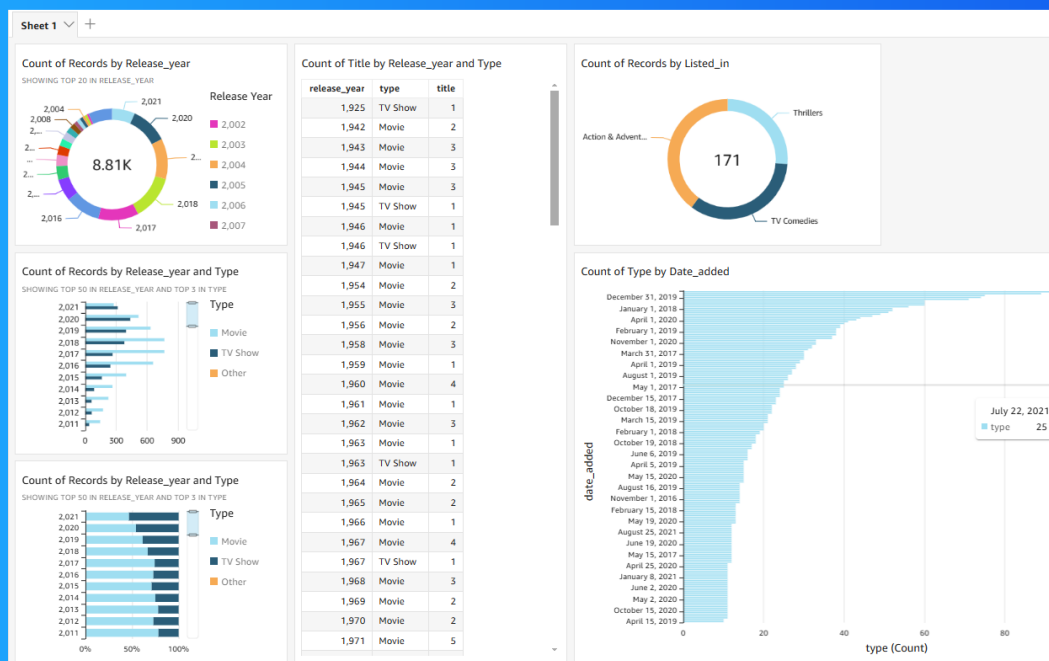 Sheet 1
Count of Records by Release_year
SHOWING TOP 20 IN RELEASE_YEAR
2,004
2,008
2,...
2...
...
2...
2,...
2,016
2,021
2,020
2...
2,018
2,017
8.81K
Release Year
2,002
2,003
2,004
2,005
2,006
2,007
Count of Title by Release_year and Type
release_year type title
1,925 TV Show 1
1,942 Movie 2
1,943 Movie 3
1,944 Movie 3
1,945 Movie 3
1,945 TV Show 1
1,946 Movie 1
1,946 TV Show 1
1,947 Movie 1
1,954 Movie 2
1,955 Movie 3
1,956 Movie 2
1,958 Movie 3
1,959 Movie 1
1,960 Movie 4
1,961 Movie 1
1,962 Movie 3
1,963 Movie 1
1,963 TV Show 1
1,964 Movie 2
1,965 Movie 2
1,966 Movie 1
1,967 Movie 4
1,967 TV Show 1
1,968 Movie 3
1,969 Movie 2
1,970 Movie 2
1,971 Movie 5
Count of Records by Listed_in
Action & Advent...
Thrillers
171
TV Comedies
Count of Records by Release_year and Type
SHOWING TOP 50 IN RELEASE_YEAR AND TOP 3 IN TYPE
2,021
2,020
2,019
2,018
2,017
2,016
2,015
2,014
2,013
2,012
2,011
0 300 600 900
Type
Movie
TV Show
Other
Count of Records by Release_year and Type
SHOWING TOP 50 IN RELEASE_YEAR AND TOP 3 IN TYPE
2,021
2,020
2,019
2,018
2,017
2,016
2,015
2,014
2,013
2,012
2,011
0% 50% 100%
Type
Movie
TV Show
Other
Count of Type by Date_added
date_added
December 31, 2019
January 1, 2018
April 1, 2020
February 1, 2019
November 1, 2020
March 31, 2017
April 1, 2019
August 1, 2019
May 1, 2017
December 15, 2017
October 18, 2019
March 15, 2019
February 1, 2018
October 19, 2018
June 6, 2019
April 5, 2019
May 15, 2020
August 16, 2019
November 1, 2016
February 15, 2018
May 19, 2020
August 25, 2021
June 19, 2020
May 15, 2017
April 25, 2020
January 8, 2021
June 2, 2020
May 2, 2020
October 15, 2020
April 15, 2019
0 20 40 60 80
type (Count)
July 22, 2021
type 25